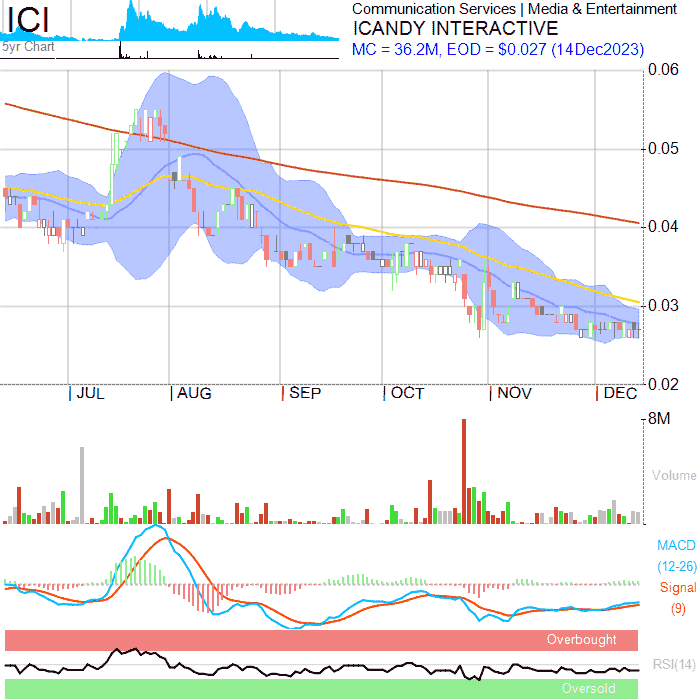 ICI
Communication Services | Media & Entertainment
ICANDY INTERACTIVE
5yr Chart
MC = 36.2M, EOD = $0.027 (14Dec2023)
0.06
0.05
0.04
0.03
0.02
JUL AUG SEP OCT NOV DEC
8M
Volume
MACD
(12-26)
Signal
(9)
Overbought
RSI(14)
Oversold